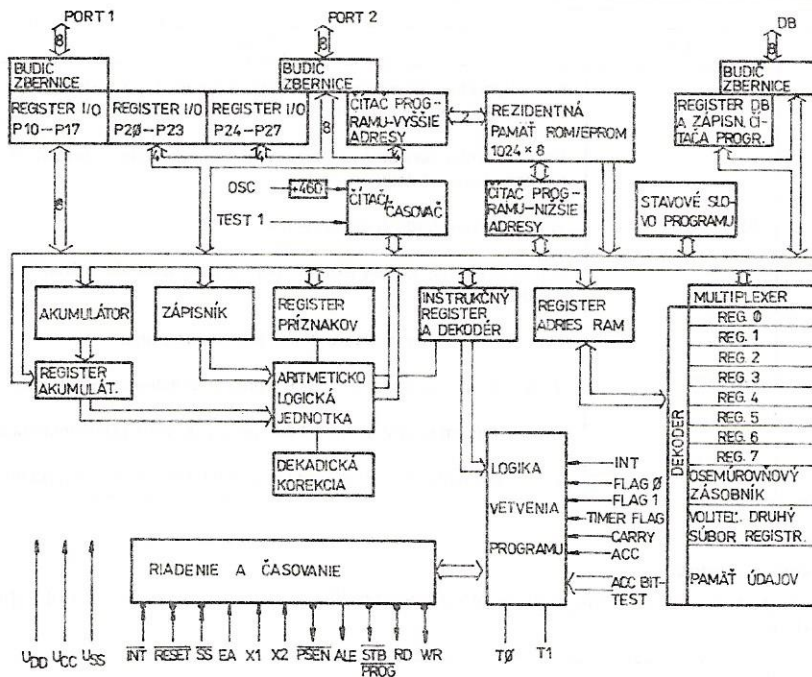 PORT 1
PORT 2
DB
8
8
8
BUDIČ
ZBERNICE
BUDIČ
ZBERNICE
BUDIČ
ZBERNICE
REGISTER I/O
P10-P17
REGISTER I/O
P2Ø-P23
REGISTER I/O
P24-P27
8
ČÍTAČ PROG-
RAMU-VYŠŠIE
ADRESY
2
REZIDENTNÁ
PAMÄŤ ROM/EPROM
1024 × 8
REGISTER DB
A ZÁPISN. ČÍ-
TAČA PROGR.
4
4
4
8
OSC
÷460
TEST 1
ČÍTAČ/
ČASOVAČ
ČÍTAČ PROG-
RAMU-NIŽŠIE
ADRESY
STAVOVÉ SLO-
VO PROGRAMU
AKUMULÁTOR
ZÁPISNÍK
REGISTER
PRÍZNAKOV
INŠTRUKČNÝ
REGISTER
A DEKODÉR
REGISTER
ADRIES RAM
MULTIPLEXER
REG. Ø
REG. 1
REG. 2
REG. 3
REG. 4
REG. 5
REG. 6
REG. 7
OSEMÚROVŇOVÝ
ZÁSOBNÍK
VOLITEĽ. DRUHÝ
SÚBOR REGISTR.
PAMÄŤ ÚDAJOV
DEKODER
REGISTER
AKUMULÁT.
ARITMETICKO
LOGICKÁ
JEDNOTKA
DEKADICKÁ
KOREKCIA
LOGIKA
VETVENIA
PROGRAMU
INT
FLAG Ø
FLAG 1
TIMER FLAG
CARRY
ACC
ACC BIT-
TEST
RIADENIE A ČASOVANIE
UDD UCC USS
INT RESET SS EA X1 X2 PSEN ALE STB RD WR
PROG
TØ T1